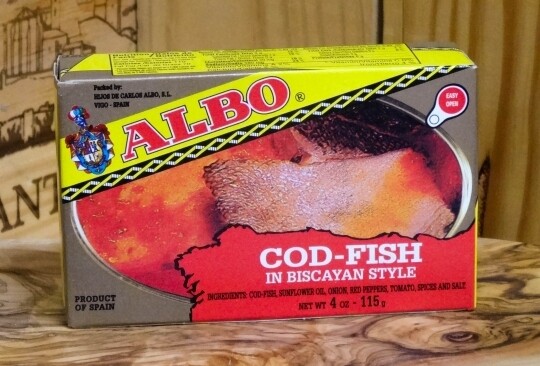 Packed by:
HIJOS DE CARLOS ALBO, S.L.
VIGO - SPAIN
ALBO®
EASY
OPEN
COD-FISH
IN BISCAYAN STYLE
INGREDIENTS: COD-FISH, SUNFLOWER OIL, ONION, RED PEPPERS, TOMATO, SPICES AND SALT
NET WT 4 OZ - 115 g
PRODUCT
OF SPAIN
ANT